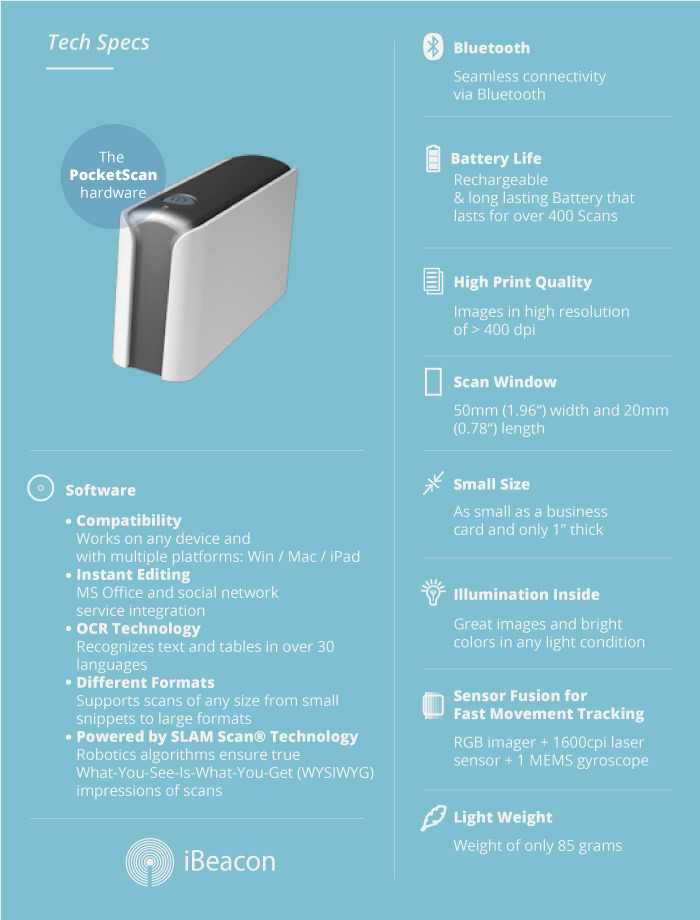 Tech Specs
The
PocketScan
hardware
Software
• Compatibility
Works on any device and
with multiple platforms: Win / Mac / iPad
• Instant Editing
MS Office and social network
service integration
• OCR Technology
Recognizes text and tables in over 30
languages
• Different Formats
Supports scans of any size from small
snippets to large formats
• Powered by SLAM Scan® Technology
Robotics algorithms ensure true
What-You-See-Is-What-You-Get (WYSIWYG)
impressions of scans
iBeacon
Bluetooth
Seamless connectivity
via Bluetooth
Battery Life
Rechargeable
& long lasting Battery that
lasts for over 400 Scans
High Print Quality
Images in high resolution
of > 400 dpi
Scan Window
50mm (1.96”) width and 20mm
(0.78”) length
Small Size
As small as a business
card and only 1” thick
Illumination Inside
Great images and bright
colors in any light condition
Sensor Fusion for
Fast Movement Tracking
RGB imager + 1600cpi laser
sensor + 1 MEMS gyroscope
Light Weight
Weight of only 85 grams